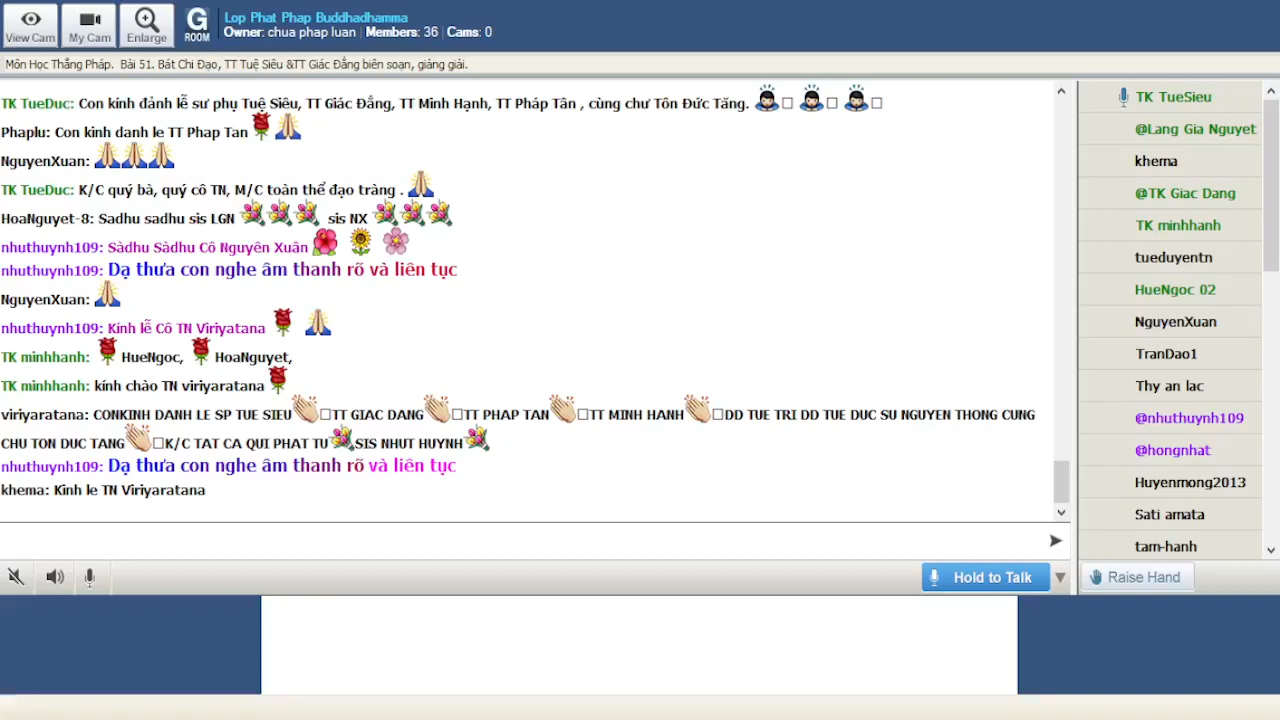 View Cam
My Cam
Enlarge
G ROOM
Lop Phat Phap Buddhadhamma
Owner: chua phap luan | Members: 36 | Cams: 0
Môn Học Thắng Pháp. Bài 51. Bát Chi Đạo, TT Tuệ Siêu &TT Giác Đẳng biên soạn, giảng giải.
TK TueDuc: Con kính đảnh lễ sư phụ Tuệ Siêu, TT Giác Đẳng, TT Minh Hạnh, TT Pháp Tân , cùng chư Tôn Đức Tăng.
Phaplu: Con kinh danh le TT Phap Tan
NguyenXuan:
TK TueDuc: K/C quý bà, quý cô TN, M/C toàn thể đạo tràng .
HoaNguyet-8: Sadhu sadhu sis LGN sis NX
nhuthuynh109: Sàdhu Sàdhu Cô Nguyên Xuân
nhuthuynh109: Dạ thưa con nghe âm thanh rõ và liên tục
NguyenXuan:
nhuthuynh109: Kính lễ Cô TN Viriyatana
TK minhhanh: HueNgoc, HoaNguyet,
TK minhhanh: kính chào TN viriyaratana
viriyaratana: CONKINH DANH LE SP TUE SIEU TT GIAC DANG TT PHAP TAN TT MINH HANH DD TUE TRI DD TUE DUC SU NGUYEN THONG CUNG
CHU TON DUC TANG K/C TAT CA QUI PHAT TU SIS NHUT HUYNH
nhuthuynh109: Dạ thưa con nghe âm thanh rõ và liên tục
khema: Kinh le TN Viriyaratana
TK TueSieu
@Lang Gia Nguyet
khema
@TK Giac Dang
TK minhhanh
tueduyentn
HueNgoc 02
NguyenXuan
TranDao1
Thy an lac
@nhuthuynh109
@hongnhat
Huyenmong2013
Sati amata
tam-hanh
Hold to Talk
Raise Hand